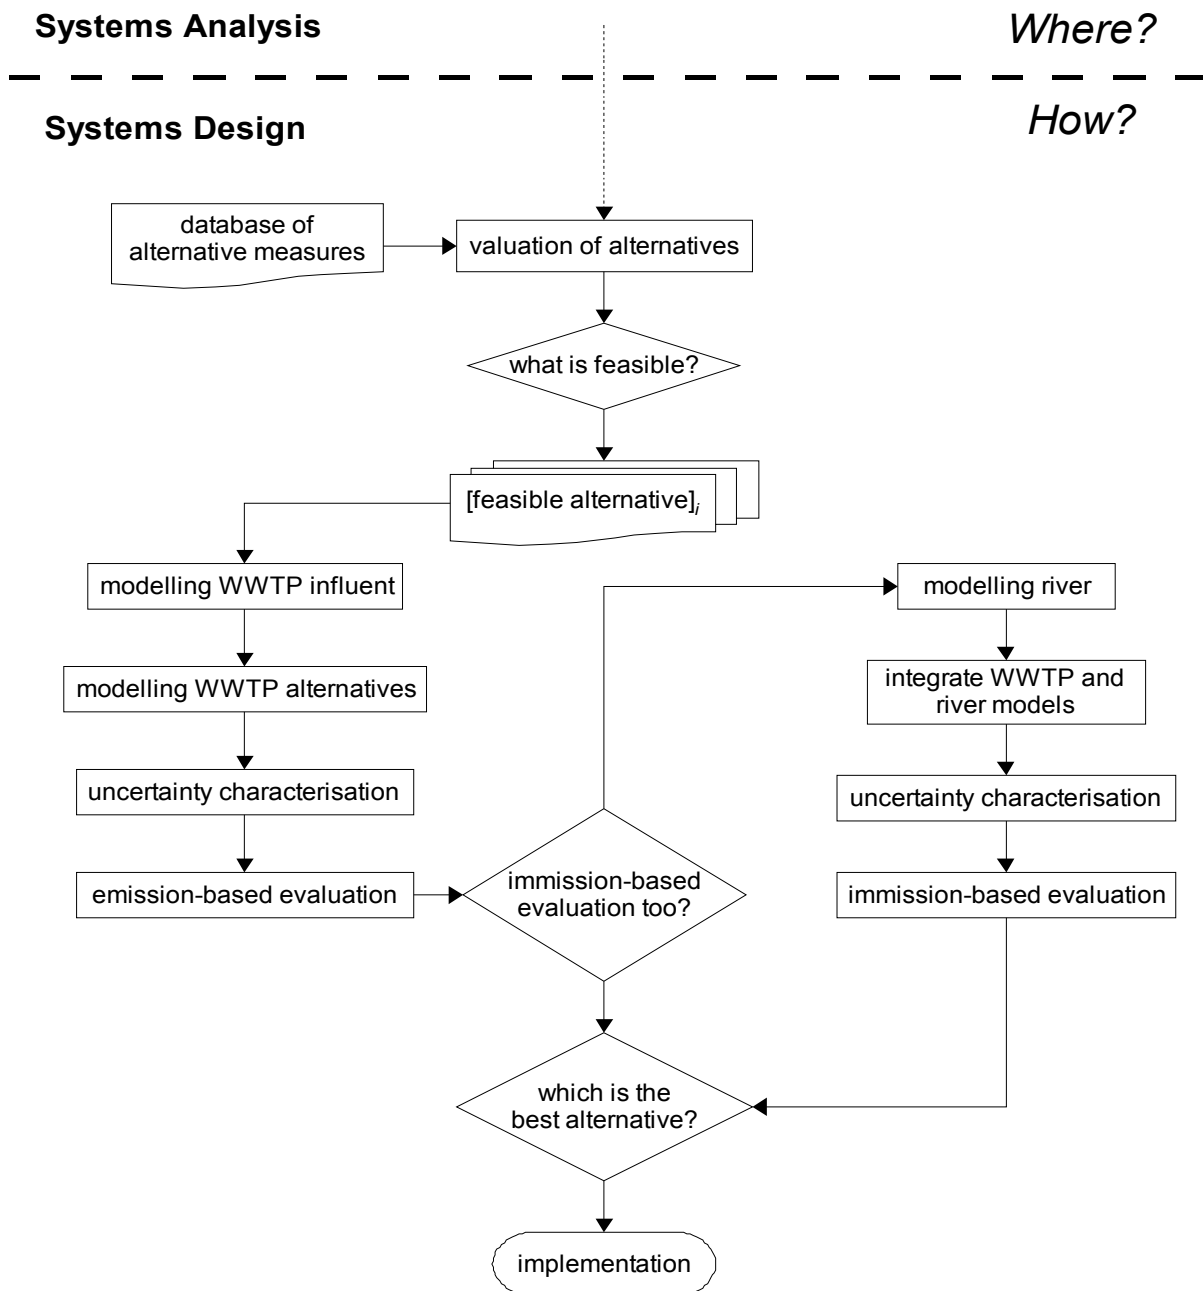 Systems Analysis
Where?
Systems Design
How?
database of
alternative measures
valuation of alternatives
what is feasible?
[feasible alternative]i
modelling WWTP influent
modelling river
modelling WWTP alternatives
integrate WWTP and
river models
uncertainty characterisation
uncertainty characterisation
emission-based evaluation
immission-based
evaluation too?
immission-based evaluation
which is the
best alternative?
implementation